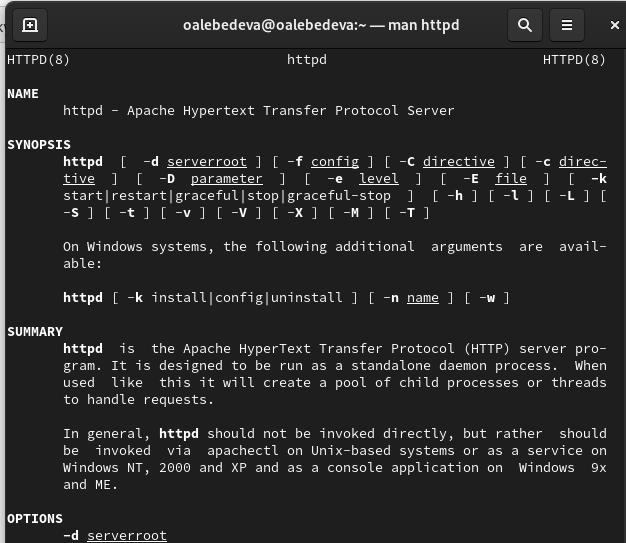 oalebedeva@oalebedeva:~ — man httpd
HTTPD(8) httpd HTTPD(8)
NAME
httpd - Apache Hypertext Transfer Protocol Server
SYNOPSIS
httpd [ -d serverroot ] [ -f config ] [ -C directive ] [ -c direc-
tive ] [ -D parameter ] [ -e level ] [ -E file ] [ -k
start|restart|graceful|stop|graceful-stop ] [ -h ] [ -l ] [ -L ] [
-S ] [ -t ] [ -v ] [ -V ] [ -X ] [ -M ] [ -T ]
On Windows systems, the following additional arguments are avail-
able:
httpd [ -k install|config|uninstall ] [ -n name ] [ -w ]
SUMMARY
httpd is the Apache HyperText Transfer Protocol (HTTP) server pro-
gram. It is designed to be run as a standalone daemon process. When
used like this it will create a pool of child processes or threads
to handle requests.
In general, httpd should not be invoked directly, but rather should
be invoked via apachectl on Unix-based systems or as a service on
Windows NT, 2000 and XP and as a console application on Windows 9x
and ME.
OPTIONS
-d serverroot